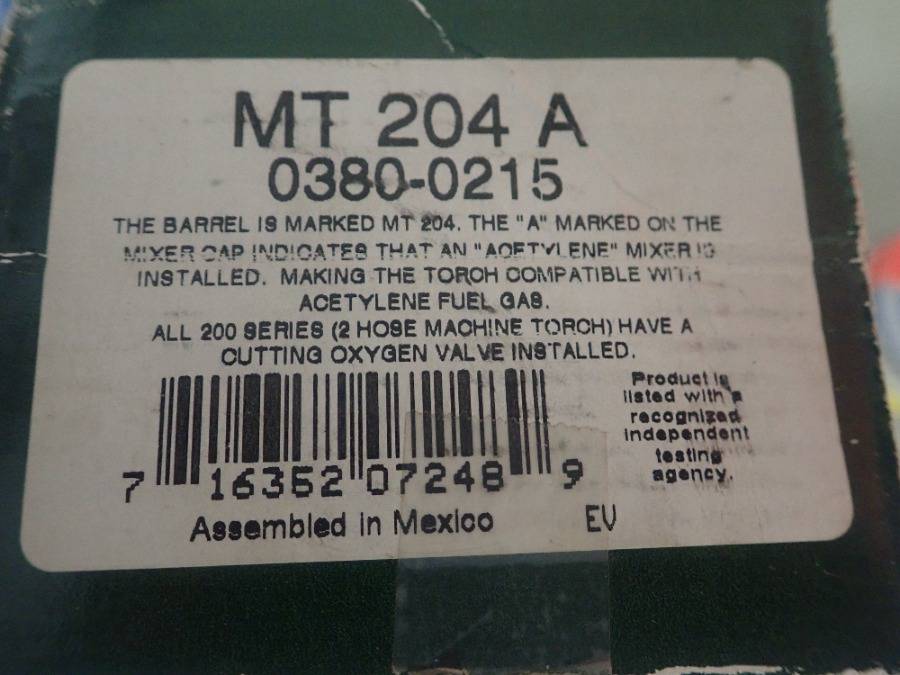 MT 204 A
0380-0215
THE BARREL IS MARKED MT 204. THE "A" MARKED ON THE
MIXER CAP INDICATES THAT AN "ACETYLENE" MIXER IS
INSTALLED. MAKING THE TORCH COMPATIBLE WITH
ACETYLENE FUEL GAS.
ALL 200 SERIES (2 HOSE MACHINE TORCH) HAVE A
CUTTING OXYGEN VALVE INSTALLED.
Product is
listed with a
recognized
independent
testing
agency.
7 16352 07248 9
Assembled in Mexico EV